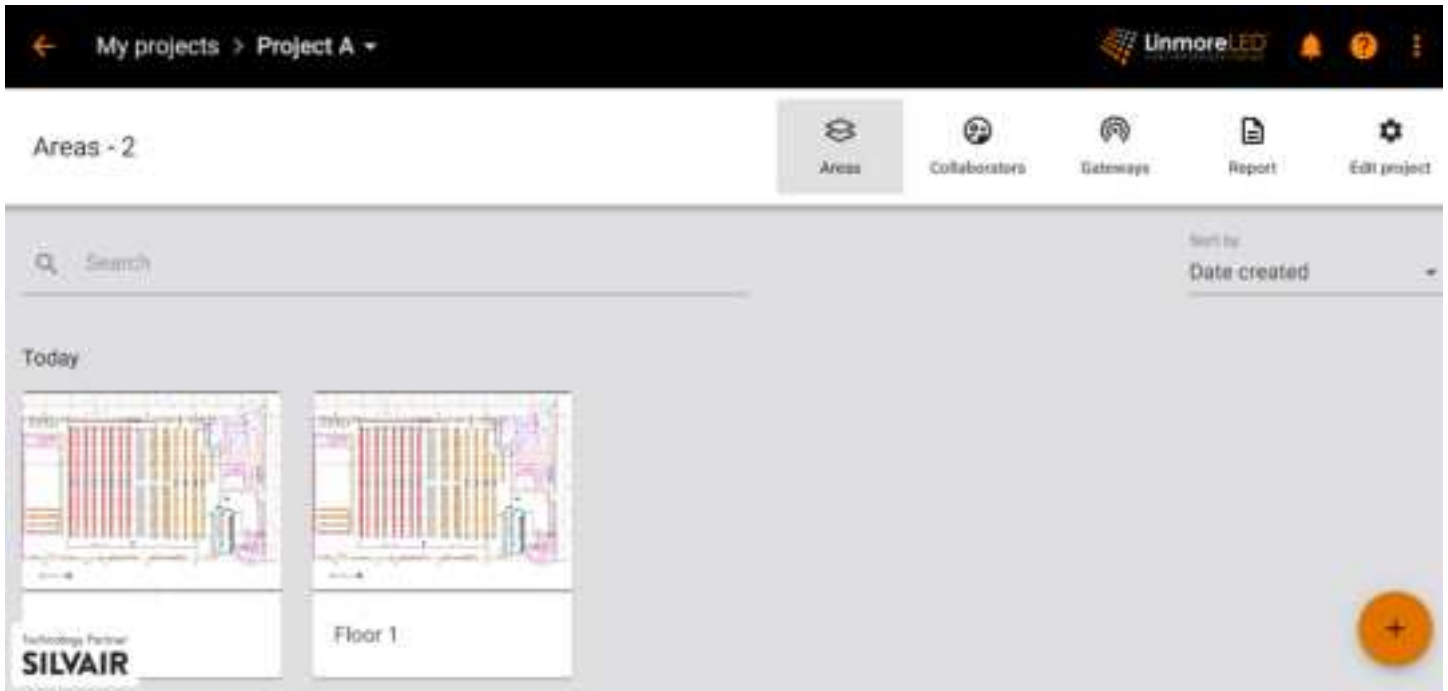 My projects > Project A
LinmoreLED
Areas - 2
Areas
Collaborators
Gateways
Report
Edit project
Search
Sort by
Date created
Today
Technology Partner
SILVAIR
Floor 1